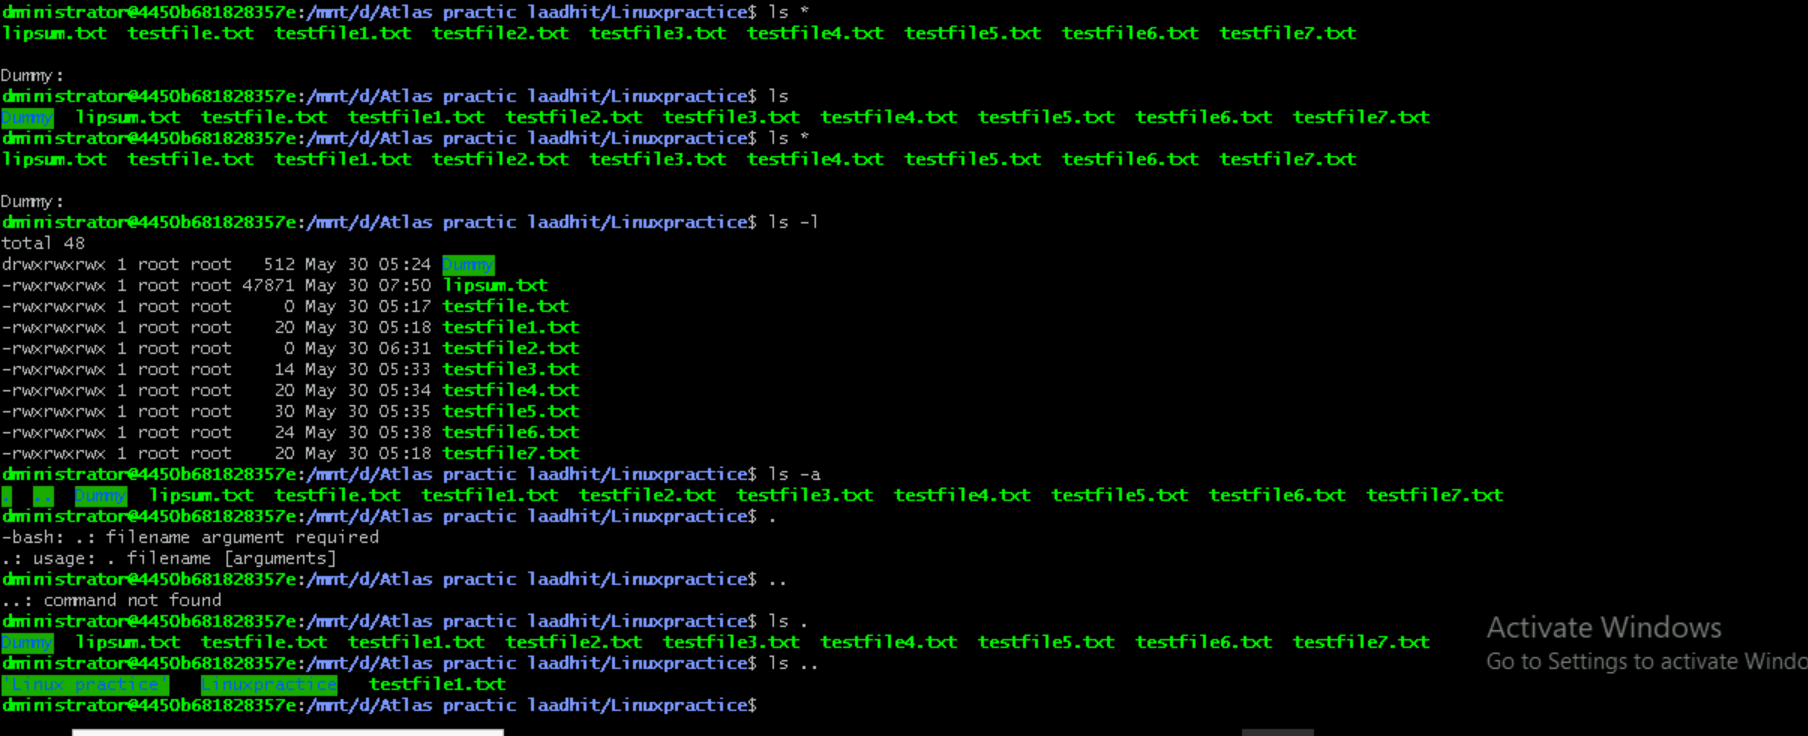 dministrator@4450b681828357e:/mnt/d/Atlas practic laadhit/Linuxpractice$ ls *
lipsum.txt  testfile.txt  testfile1.txt  testfile2.txt  testfile3.txt  testfile4.txt  testfile5.txt  testfile6.txt  testfile7.txt

Dummy:
dministrator@4450b681828357e:/mnt/d/Atlas practic laadhit/Linuxpractice$ ls
Dummy  lipsum.txt  testfile.txt  testfile1.txt  testfile2.txt  testfile3.txt  testfile4.txt  testfile5.txt  testfile6.txt  testfile7.txt
dministrator@4450b681828357e:/mnt/d/Atlas practic laadhit/Linuxpractice$ ls *
lipsum.txt  testfile.txt  testfile1.txt  testfile2.txt  testfile3.txt  testfile4.txt  testfile5.txt  testfile6.txt  testfile7.txt

Dummy:
dministrator@4450b681828357e:/mnt/d/Atlas practic laadhit/Linuxpractice$ ls -l
total 48
drwxrwxrwx 1 root root   512 May 30 05:24 Dummy
-rwxrwxrwx 1 root root 47871 May 30 07:50 lipsum.txt
-rwxrwxrwx 1 root root     0 May 30 05:17 testfile.txt
-rwxrwxrwx 1 root root    20 May 30 05:18 testfile1.txt
-rwxrwxrwx 1 root root     0 May 30 06:31 testfile2.txt
-rwxrwxrwx 1 root root    14 May 30 05:33 testfile3.txt
-rwxrwxrwx 1 root root    20 May 30 05:34 testfile4.txt
-rwxrwxrwx 1 root root    30 May 30 05:35 testfile5.txt
-rwxrwxrwx 1 root root    24 May 30 05:38 testfile6.txt
-rwxrwxrwx 1 root root    20 May 30 05:18 testfile7.txt
dministrator@4450b681828357e:/mnt/d/Atlas practic laadhit/Linuxpractice$ ls -a
.  ..  Dummy  lipsum.txt  testfile.txt  testfile1.txt  testfile2.txt  testfile3.txt  testfile4.txt  testfile5.txt  testfile6.txt  testfile7.txt
dministrator@4450b681828357e:/mnt/d/Atlas practic laadhit/Linuxpractice$ .
-bash: .: filename argument required
.: usage: . filename [arguments]
dministrator@4450b681828357e:/mnt/d/Atlas practic laadhit/Linuxpractice$ ..
..: command not found
dministrator@4450b681828357e:/mnt/d/Atlas practic laadhit/Linuxpractice$ ls .
Dummy  lipsum.txt  testfile.txt  testfile1.txt  testfile2.txt  testfile3.txt  testfile4.txt  testfile5.txt  testfile6.txt  testfile7.txt
dministrator@4450b681828357e:/mnt/d/Atlas practic laadhit/Linuxpractice$ ls ..
'Linux practice'   Linuxpractice   testfile1.txt
dministrator@4450b681828357e:/mnt/d/Atlas practic laadhit/Linuxpractice$
Activate Windows
Go to Settings to activate Windo